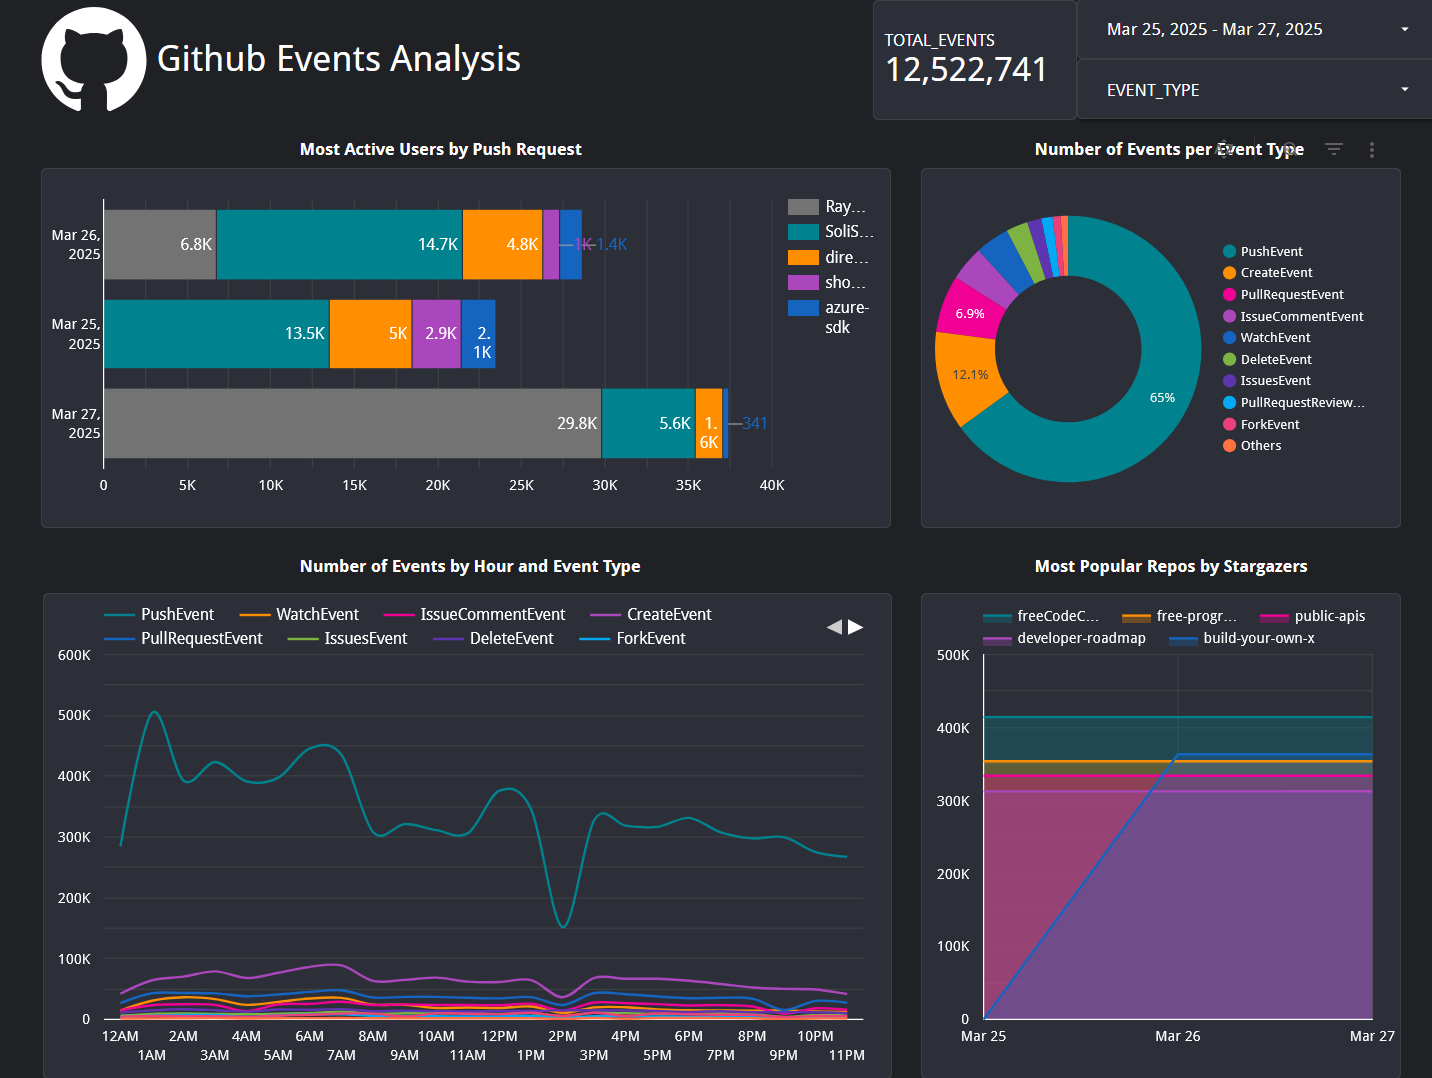 Github Events Analysis
TOTAL_EVENTS
12,522,741
Mar 25, 2025 - Mar 27, 2025
EVENT_TYPE
Most Active Users by Push Request
Mar 26,
2025
6.8K
14.7K
4.8K
1K
1.4K
Mar 25,
2025
13.5K
5K
2.9K
2.
1K
Mar 27,
2025
29.8K
5.6K
1.
6K
341
0
5K
10K
15K
20K
25K
30K
35K
40K
Ray...
SoliS...
dire...
sho...
azure-
sdk
Number of Events per Event Type
65%
12.1%
6.9%
PushEvent
CreateEvent
PullRequestEvent
IssueCommentEvent
WatchEvent
DeleteEvent
IssuesEvent
PullRequestReview...
ForkEvent
Others
Number of Events by Hour and Event Type
PushEvent
WatchEvent
IssueCommentEvent
CreateEvent
PullRequestEvent
IssuesEvent
DeleteEvent
ForkEvent
600K
500K
400K
300K
200K
100K
0
12AM
1AM
2AM
3AM
4AM
5AM
6AM
7AM
8AM
9AM
10AM
11AM
12PM
1PM
2PM
3PM
4PM
5PM
6PM
7PM
8PM
9PM
10PM
11PM
Most Popular Repos by Stargazers
freeCodeC...
free-progr...
public-apis
developer-roadmap
build-your-own-x
500K
400K
300K
200K
100K
0
Mar 25
Mar 26
Mar 27